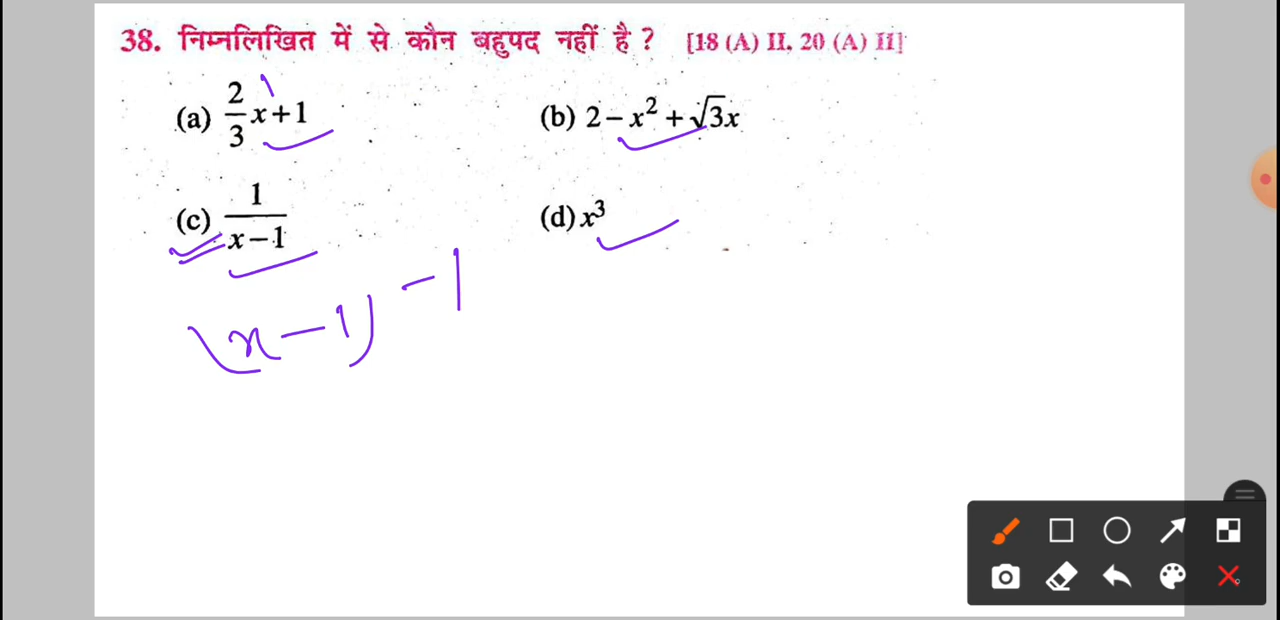 38. निम्नलिखित में से कौन बहुपद नहीं है ? [18 (A) II, 20 (A) II]
(a) 2/3 x + 1 (b) 2 – x² + √3x
(c) 1/(x – 1) (d) x³
1
(x – 1)⁻¹